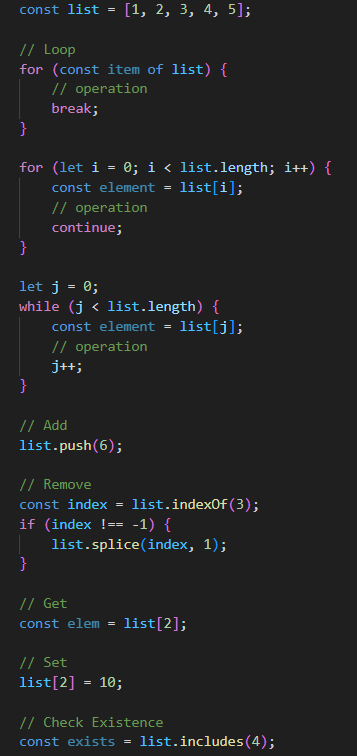 const list = [1, 2, 3, 4, 5];

// Loop
for (const item of list) {
    // operation
    break;
}

for (let i = 0; i < list.length; i++) {
    const element = list[i];
    // operation
    continue;
}

let j = 0;
while (j < list.length) {
    const element = list[j];
    // operation
    j++;
}

// Add
list.push(6);

// Remove
const index = list.indexOf(3);
if (index !== -1) {
    list.splice(index, 1);
}

// Get
const elem = list[2];

// Set
list[2] = 10;

// Check Existence
const exists = list.includes(4);